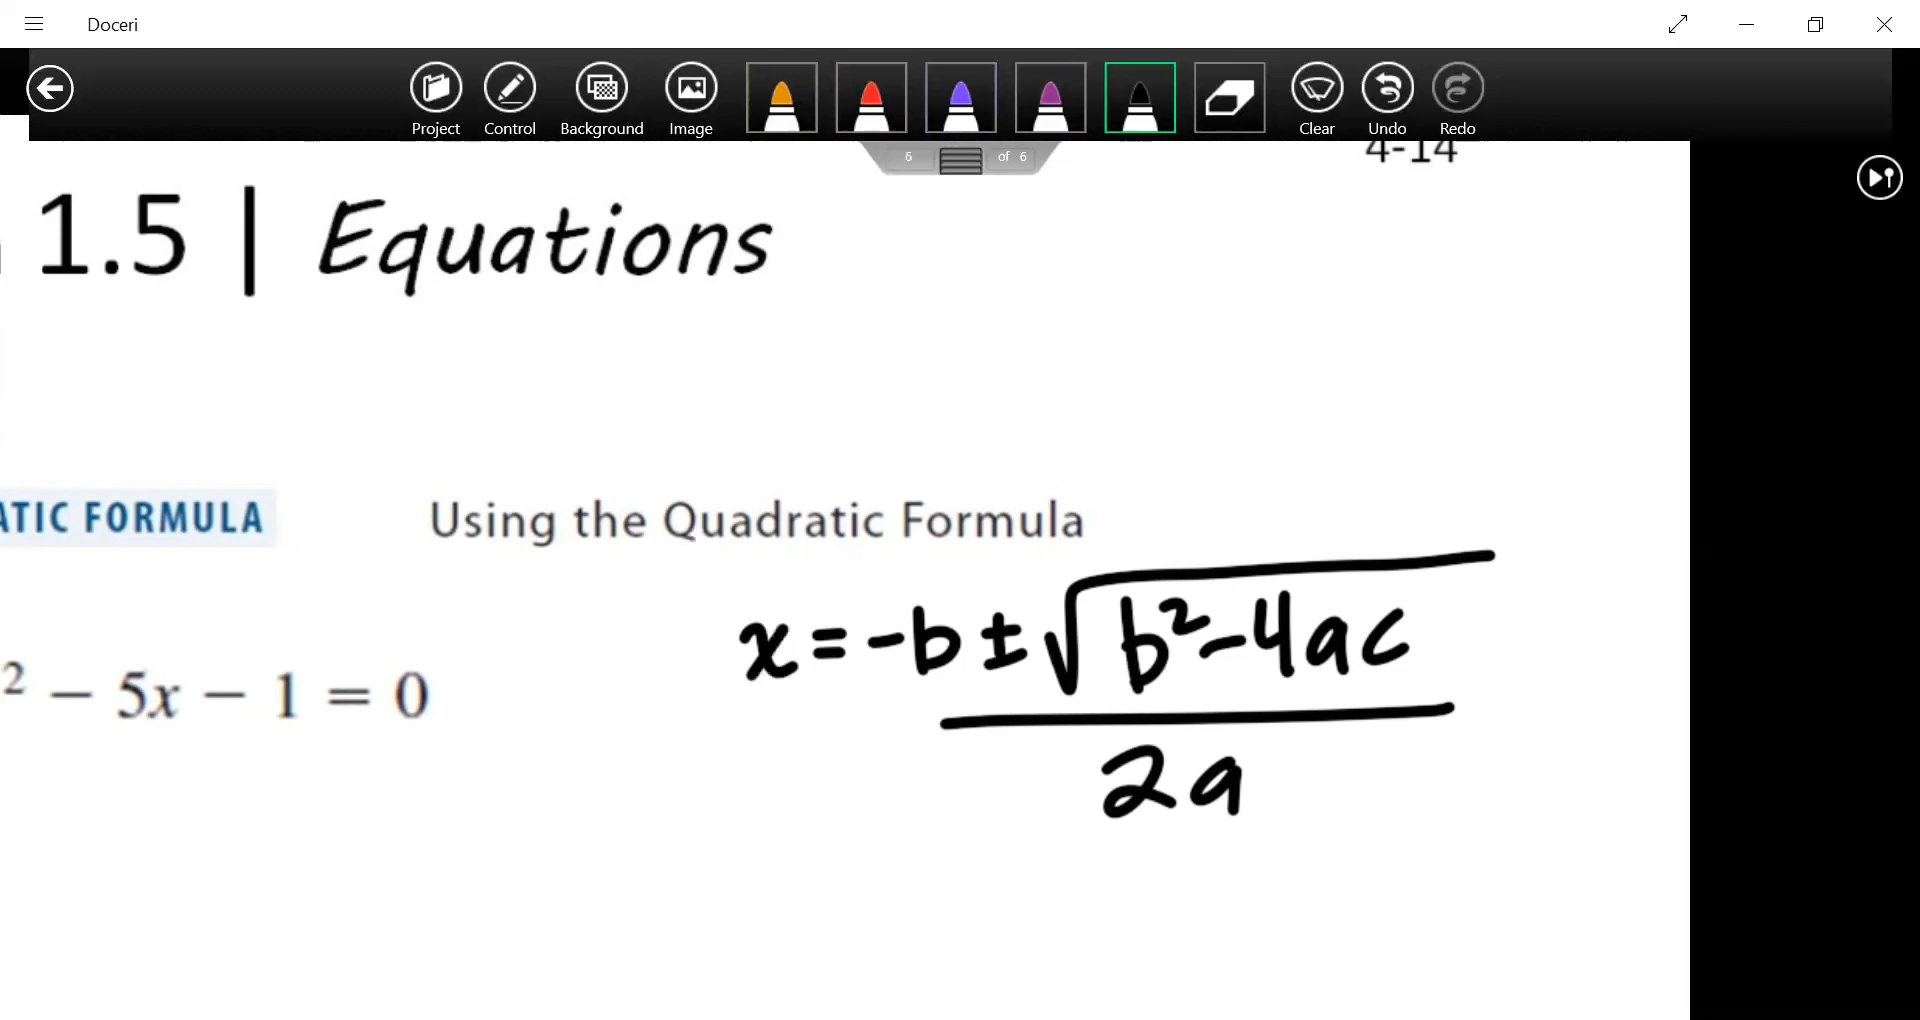 Doceri
Project Control Background Image Clear Undo Redo
6 of 6
4-14
1.5 | Equations
ATIC FORMULA Using the Quadratic Formula
x = -b ± √b² - 4ac
2a
² − 5x − 1 = 0